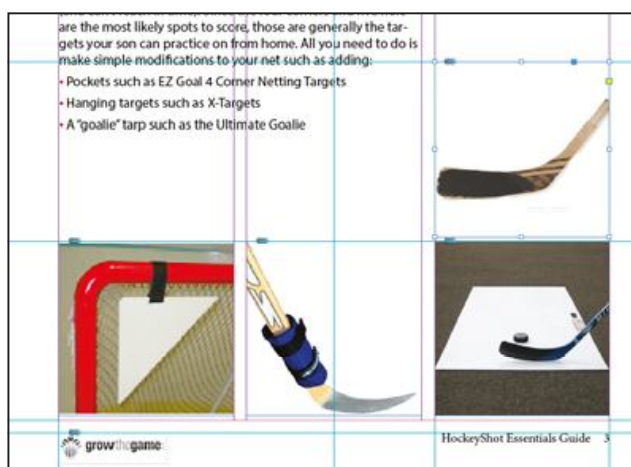 are the most likely spots to score, those are generally the tar-
gets your son can practice on from home. All you need to do is
make simple modifications to your net such as adding:
• Pockets such as EZ Goal 4 Corner Netting Targets
• Hanging targets such as X-Targets
• A "goalie" tarp such as the Ultimate Goalie
growthegame
HockeyShot Essentials Guide 3